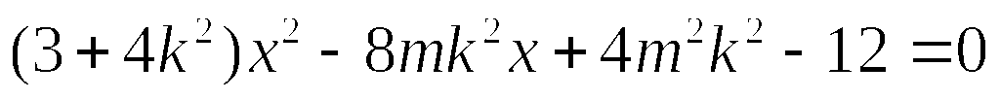 (3 + 4k²)x² - 8mk²x + 4m²k² - 12 = 0